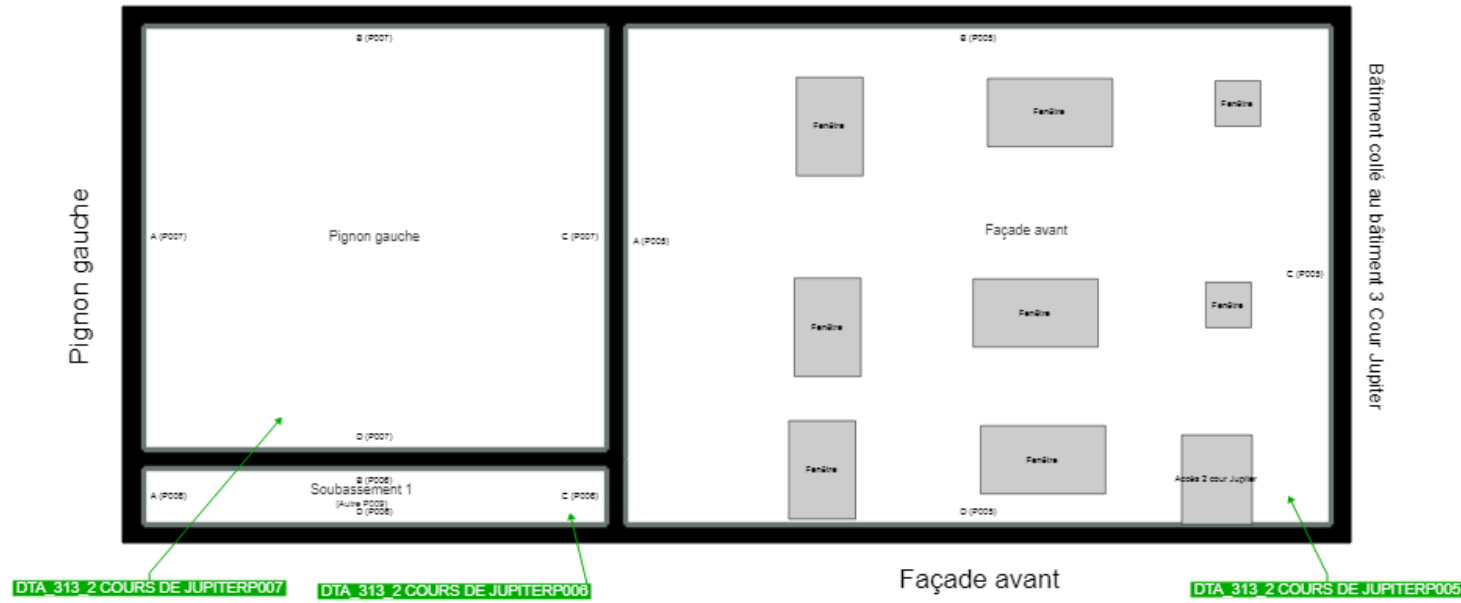 B (P007)
B (P005)
Fenêtre
Fenêtre
Fenêtre
Bâtiment collé au bâtiment 3 Cour Jupiter
Pignon gauche
A (P007)
Pignon gauche
C (P007)
A (P005)
Façade avant
C (P005)
Fenêtre
Fenêtre
Fenêtre
D (P007)
Fenêtre
Fenêtre
Accès 2 cour Jupiter
B (P006)
A (P006)
Soubassement 1
C (P006)
(Autre P009)
D (P006)
D (P005)
DTA_313_2 COURS DE JUPITERP007
DTA_313_2 COURS DE JUPITERP006
Façade avant
DTA_313_2 COURS DE JUPITERP005